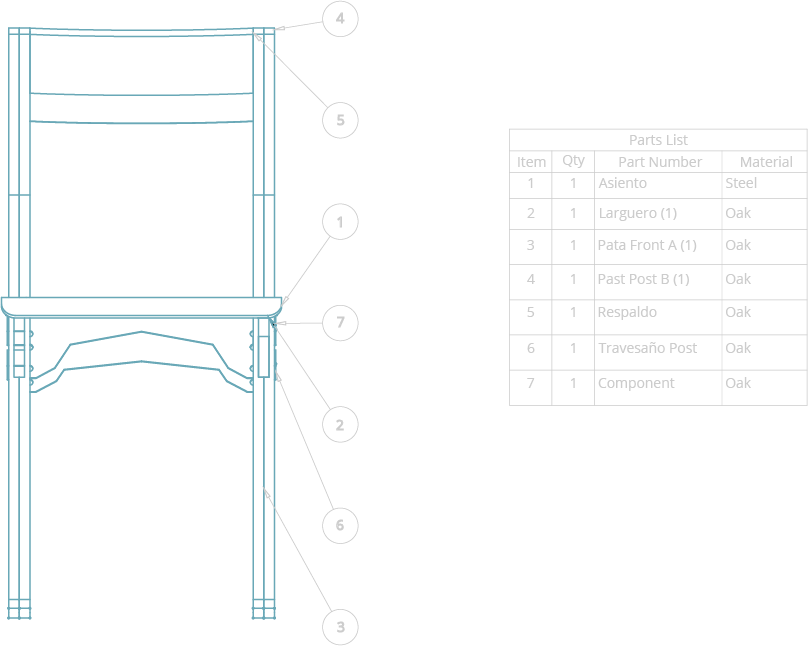 4
5
1
7
2
6
3
Parts List
Item Qty Part Number Material
1 1 Asiento Steel
2 1 Larguero (1) Oak
3 1 Pata Front A (1) Oak
4 1 Past Post B (1) Oak
5 1 Respaldo Oak
6 1 Travesaño Post Oak
7 1 Component Oak